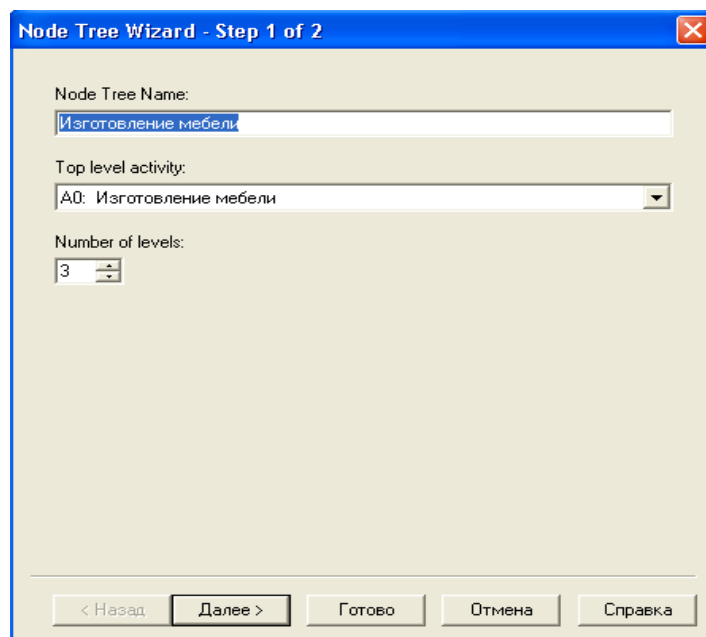 Node Tree Wizard - Step 1 of 2
Node Tree Name:
Изготовление мебели
Top level activity:
A0: Изготовление мебели
Number of levels:
3
< Назад Далее > Готово Отмена Справка